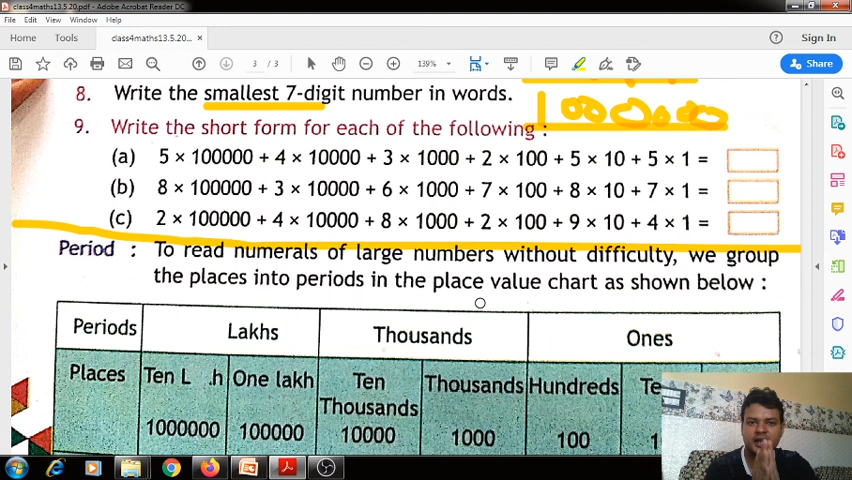 class4maths13.5.20.pdf - Adobe Acrobat Reader DC
File Edit View Window Help
Home Tools class4maths13.5.20... × Sign In
3 / 3 139% Share
8. Write the smallest 7-digit number in words.
1000000
9. Write the short form for each of the following :
(a) 5 × 100000 + 4 × 10000 + 3 × 1000 + 2 × 100 + 5 × 10 + 5 × 1 =
(b) 8 × 100000 + 3 × 10000 + 6 × 1000 + 7 × 100 + 8 × 10 + 7 × 1 =
(c) 2 × 100000 + 4 × 10000 + 8 × 1000 + 2 × 100 + 9 × 10 + 4 × 1 =
Period : To read numerals of large numbers without difficulty, we group
the places into periods in the place value chart as shown below :
Periods Lakhs Thousands Ones
Places Ten L h One lakh Ten Thousands Thousands Hundreds Te
1000000 100000 10000 1000 100 1